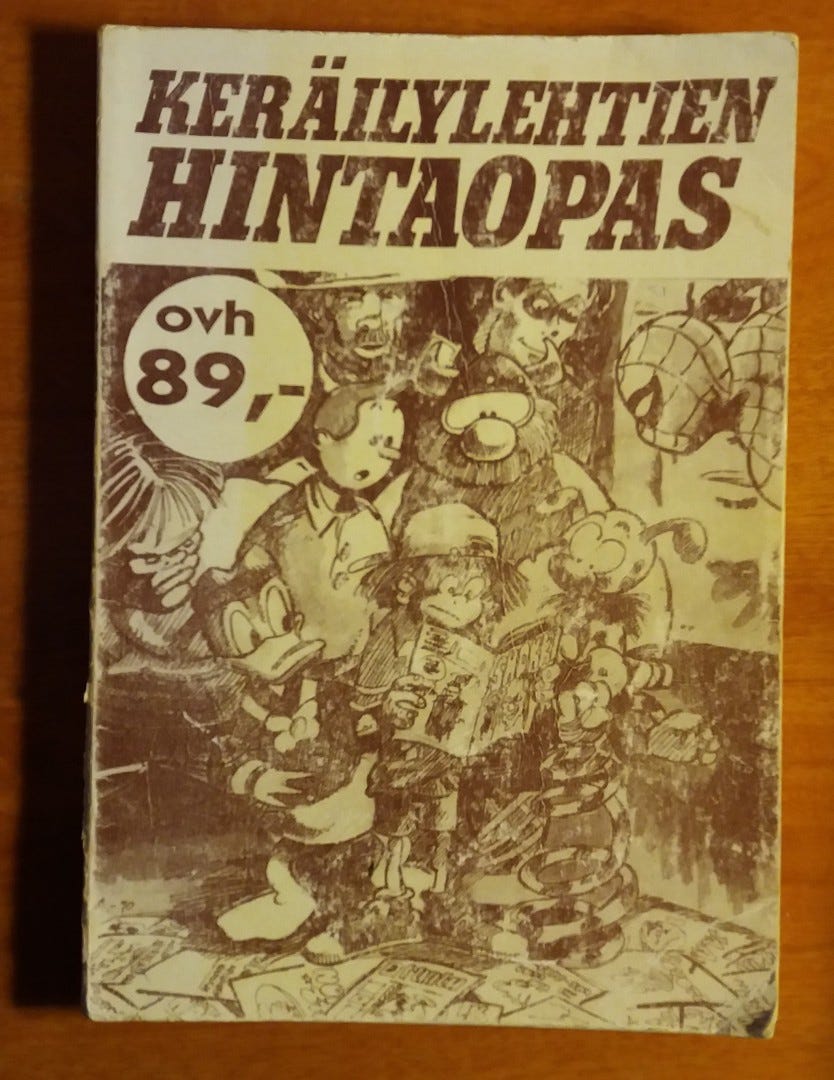 KERÄILYLEHTIEN
HINTAOPAS
ovh
89,-